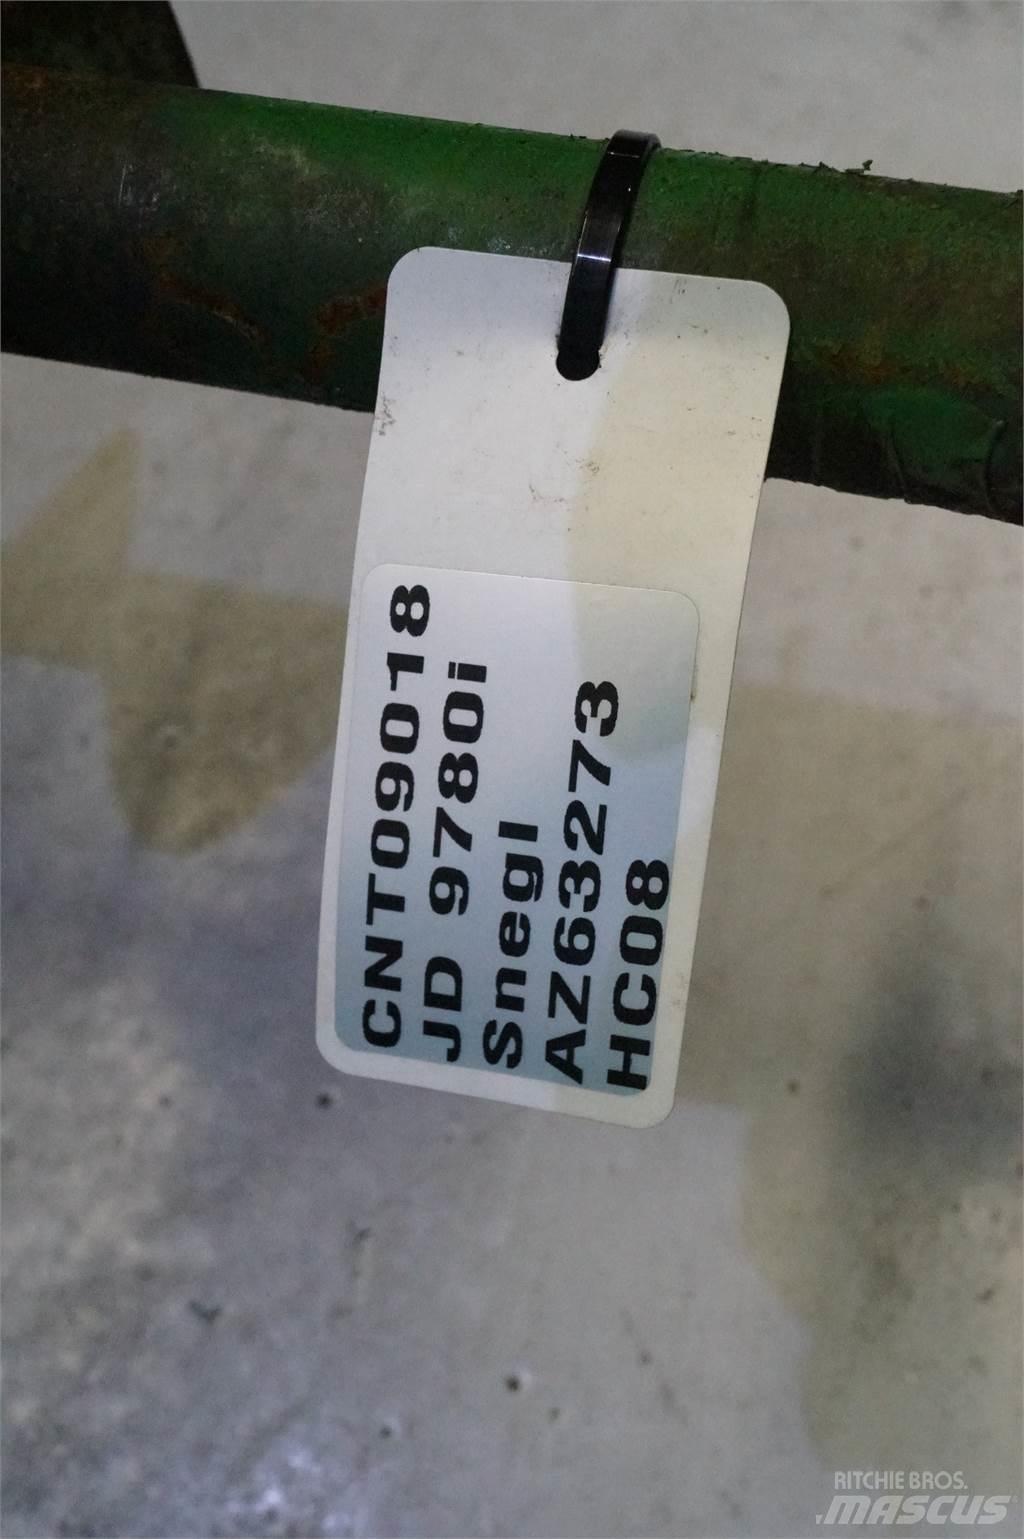 CNT09018
JD 9780i
Snegl
AZ63273
HC08
RITCHIE BROS.
MASCUS